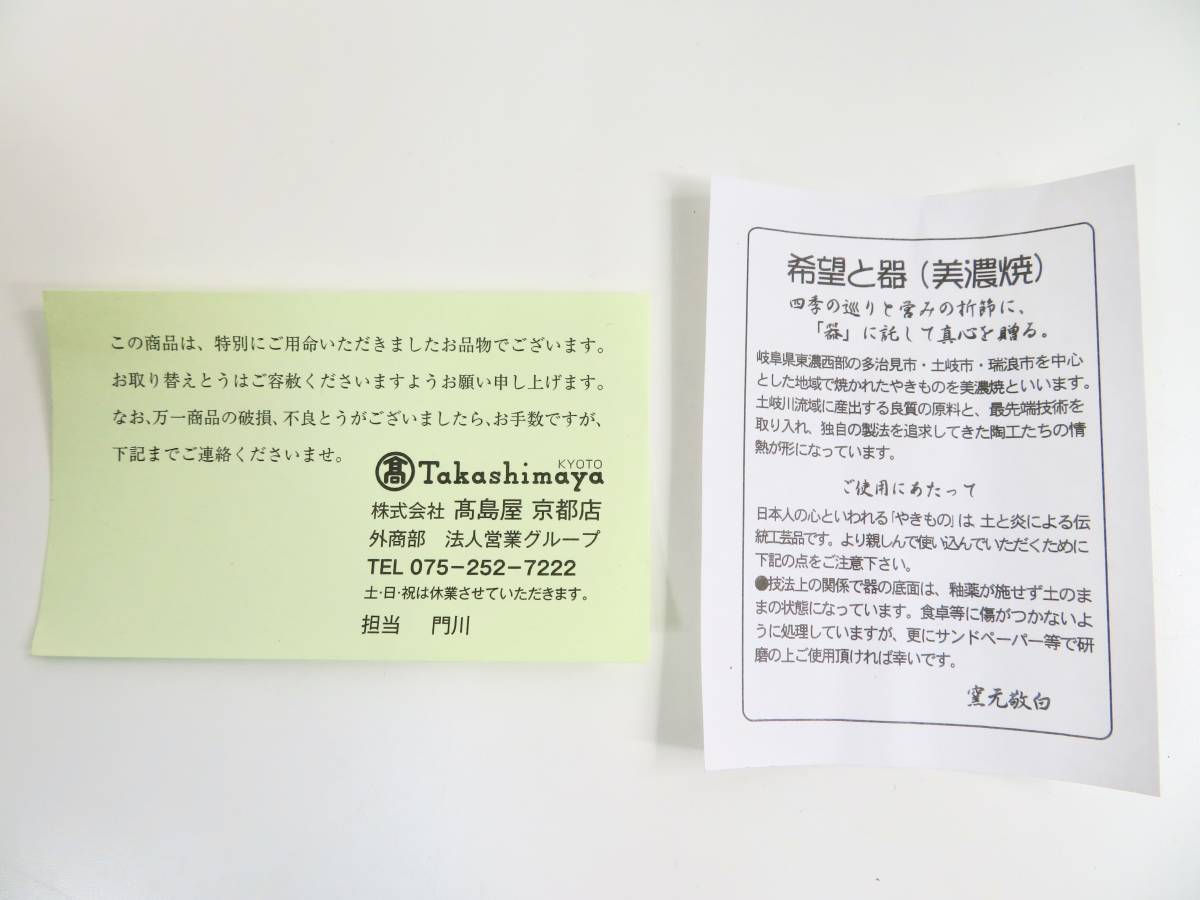 この商品は、特別にご用命いただきましたお品物でございます。
お取り替えとうはご容赦くださいますようお願い申し上げます。
なお、万一商品の破損、不良とうがございましたら、お手数ですが、
下記までご連絡くださいませ。
髙 Takashimaya KYOTO
株式会社 髙島屋 京都店
外商部 法人営業グループ
TEL 075-252-7222
土・日・祝は休業させていただきます。
担当 門川
希望と器(美濃焼)
四季の巡りと営みの折節に、
「器」に託して真心を贈る。
岐阜県東濃西部の多治見市・土岐市・瑞浪市を中心
とした地域で焼かれたやきものを美濃焼といいます。
土岐川流域に産出する良質の原料と、最先端技術を
取り入れ、独自の製法を追求してきた陶工たちの情
熱が形になっています。
ご使用にあたって
日本人の心といわれる「やきもの」は 土と炎による伝
統工芸品です。より親しんで使い込んでいただくために
下記の点をご注意下さい。
●技法上の関係で器の底面は、釉薬が施せず土のま
まの状態になっています。食卓等に傷がつかないよ
うに処理していますが、更にサンドペーパー等で研
磨の上ご使用頂ければ幸いです。
窯元敬白